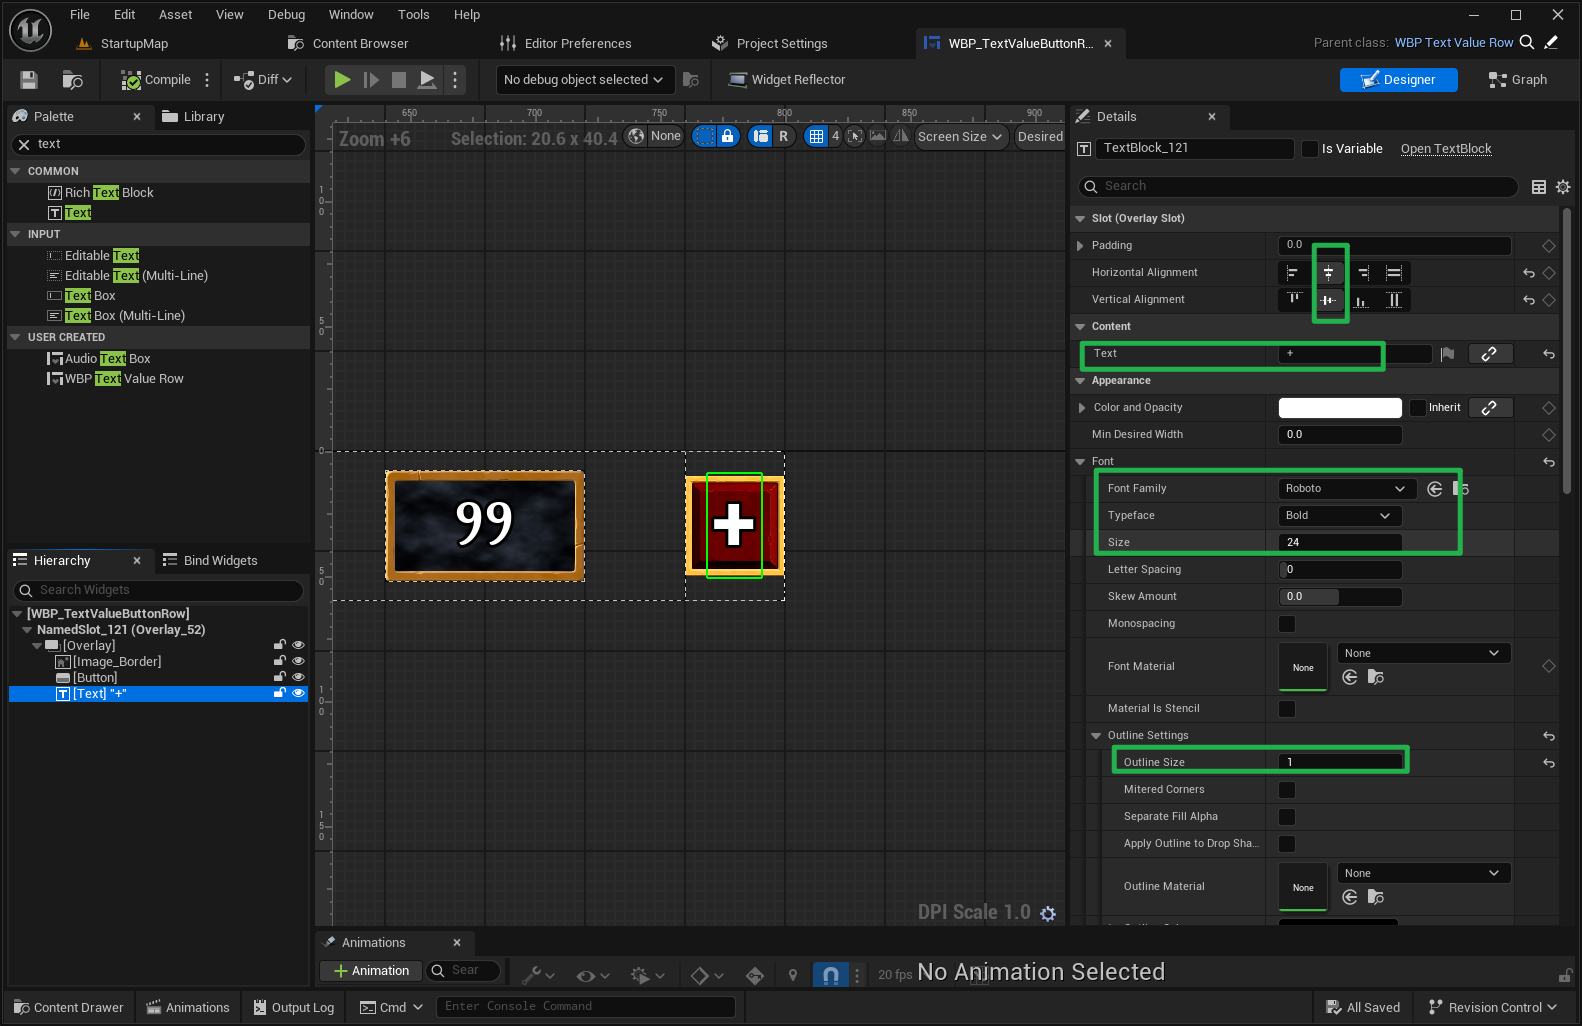 File Edit Asset View Debug Window Tools Help
StartupMap Content Browser Editor Preferences Project Settings WBP_TextValueButtonR... Parent class: WBP Text Value Row
Compile Diff No debug object selected Widget Reflector Designer Graph
Palette Library
text
COMMON
Rich Text Block
Text
INPUT
Editable Text
Editable Text (Multi-Line)
Text Box
Text Box (Multi-Line)
USER CREATED
Audio Text Box
WBP Text Value Row
Hierarchy Bind Widgets
Search Widgets
[WBP_TextValueButtonRow]
NamedSlot_121 (Overlay_52)
[Overlay]
[Image_Border]
[Button]
[Text] "+"
650 700 750 800 850 900
Zoom +6 Selection: 20.6 x 40.4 None R 4 Screen Size Desired
100
50
0
50
100
150
99 +
DPI Scale 1.0
Details
TextBlock_121 Is Variable Open TextBlock
Search
Slot (Overlay Slot)
Padding 0.0
Horizontal Alignment
Vertical Alignment
Content
Text +
Appearance
Color and Opacity Inherit
Min Desired Width 0.0
Font
Font Family Roboto
Typeface Bold
Size 24
Letter Spacing 0
Skew Amount 0.0
Monospacing
Font Material None None
Material Is Stencil
Outline Settings
Outline Size 1
Mitered Corners
Separate Fill Alpha
Apply Outline to Drop Sha...
Outline Material None None
Animations
+ Animation Sear 20 fps No Animation Selected
Content Drawer Animations Output Log Cmd Enter Console Command All Saved Revision Control